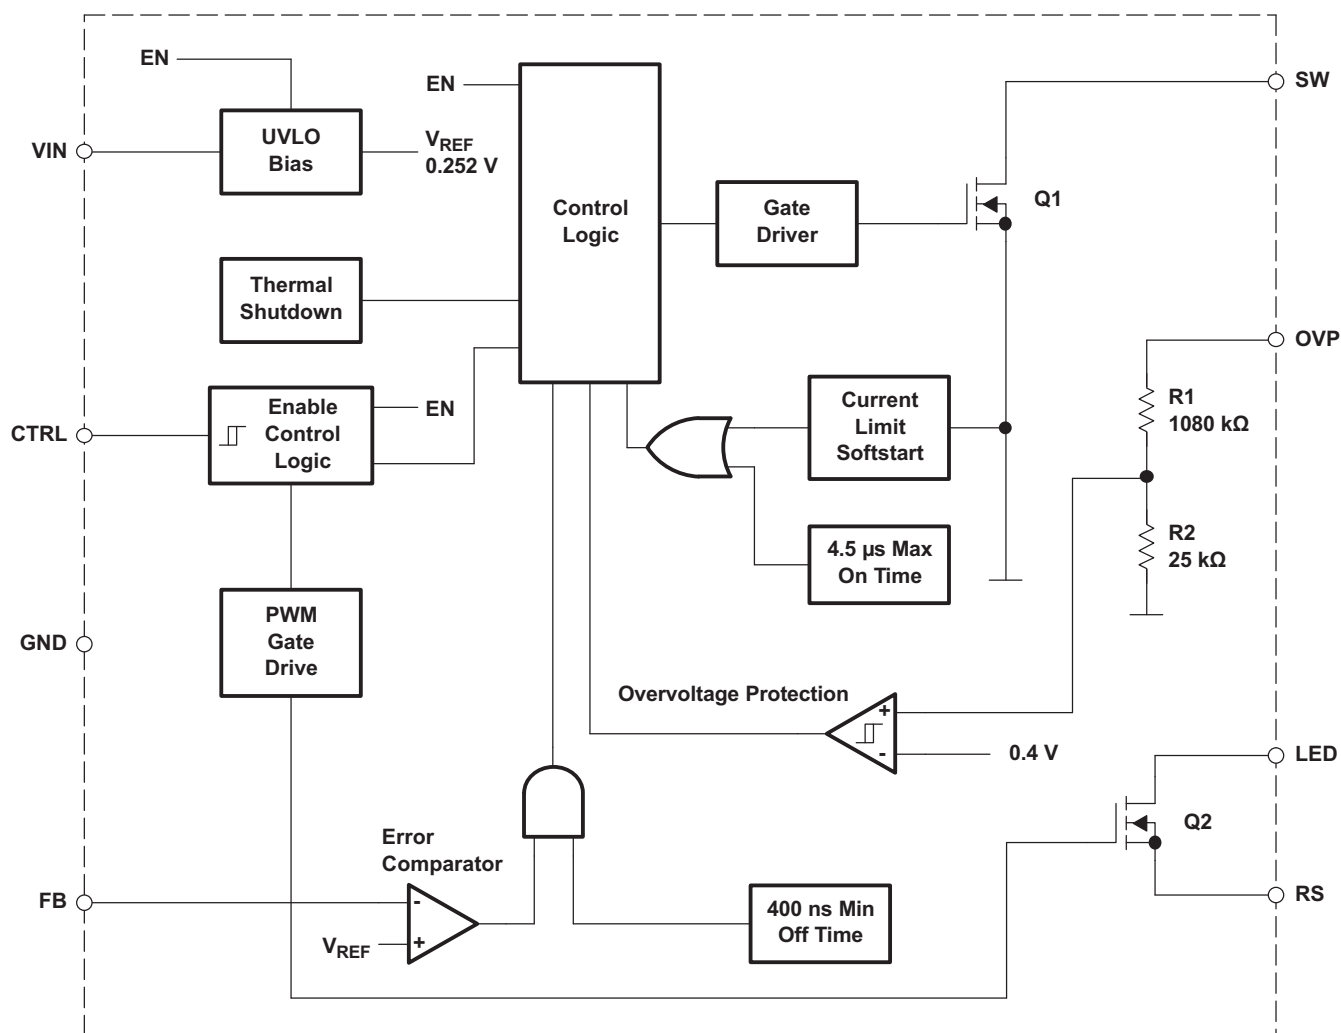 EN
EN
SW
UVLO
Bias
V_REF
0.252 V
VIN
Control
Logic
Gate
Driver
Q1
Thermal
Shutdown
OVP
R1
1080 kΩ
Enable
Control
Logic
EN
CTRL
Current
Limit
Softstart
R2
25 kΩ
4.5 µs Max
On Time
PWM
Gate
Drive
GND
Overvoltage Protection
+
-
0.4 V
LED
Q2
Error
Comparator
FB
-
+
V_REF
400 ns Min
Off Time
RS